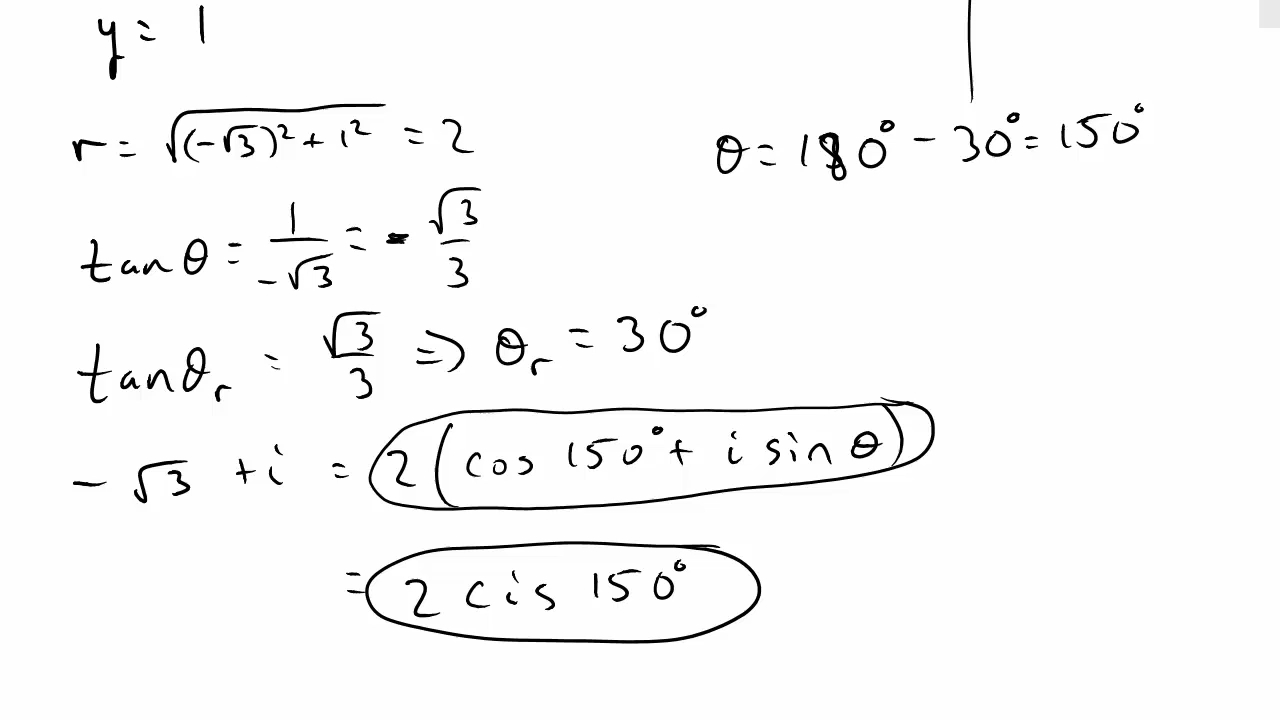 y = 1
r = √((-√3)² + 1²) = 2
θ = 180° - 30° = 150°
tan θ = 1/-√3 = -√3/3
tan θr = √3/3 ⇒ θr = 30°
- √3 + i = 2(cos 150° + i sin θ)
= 2 cis 150°